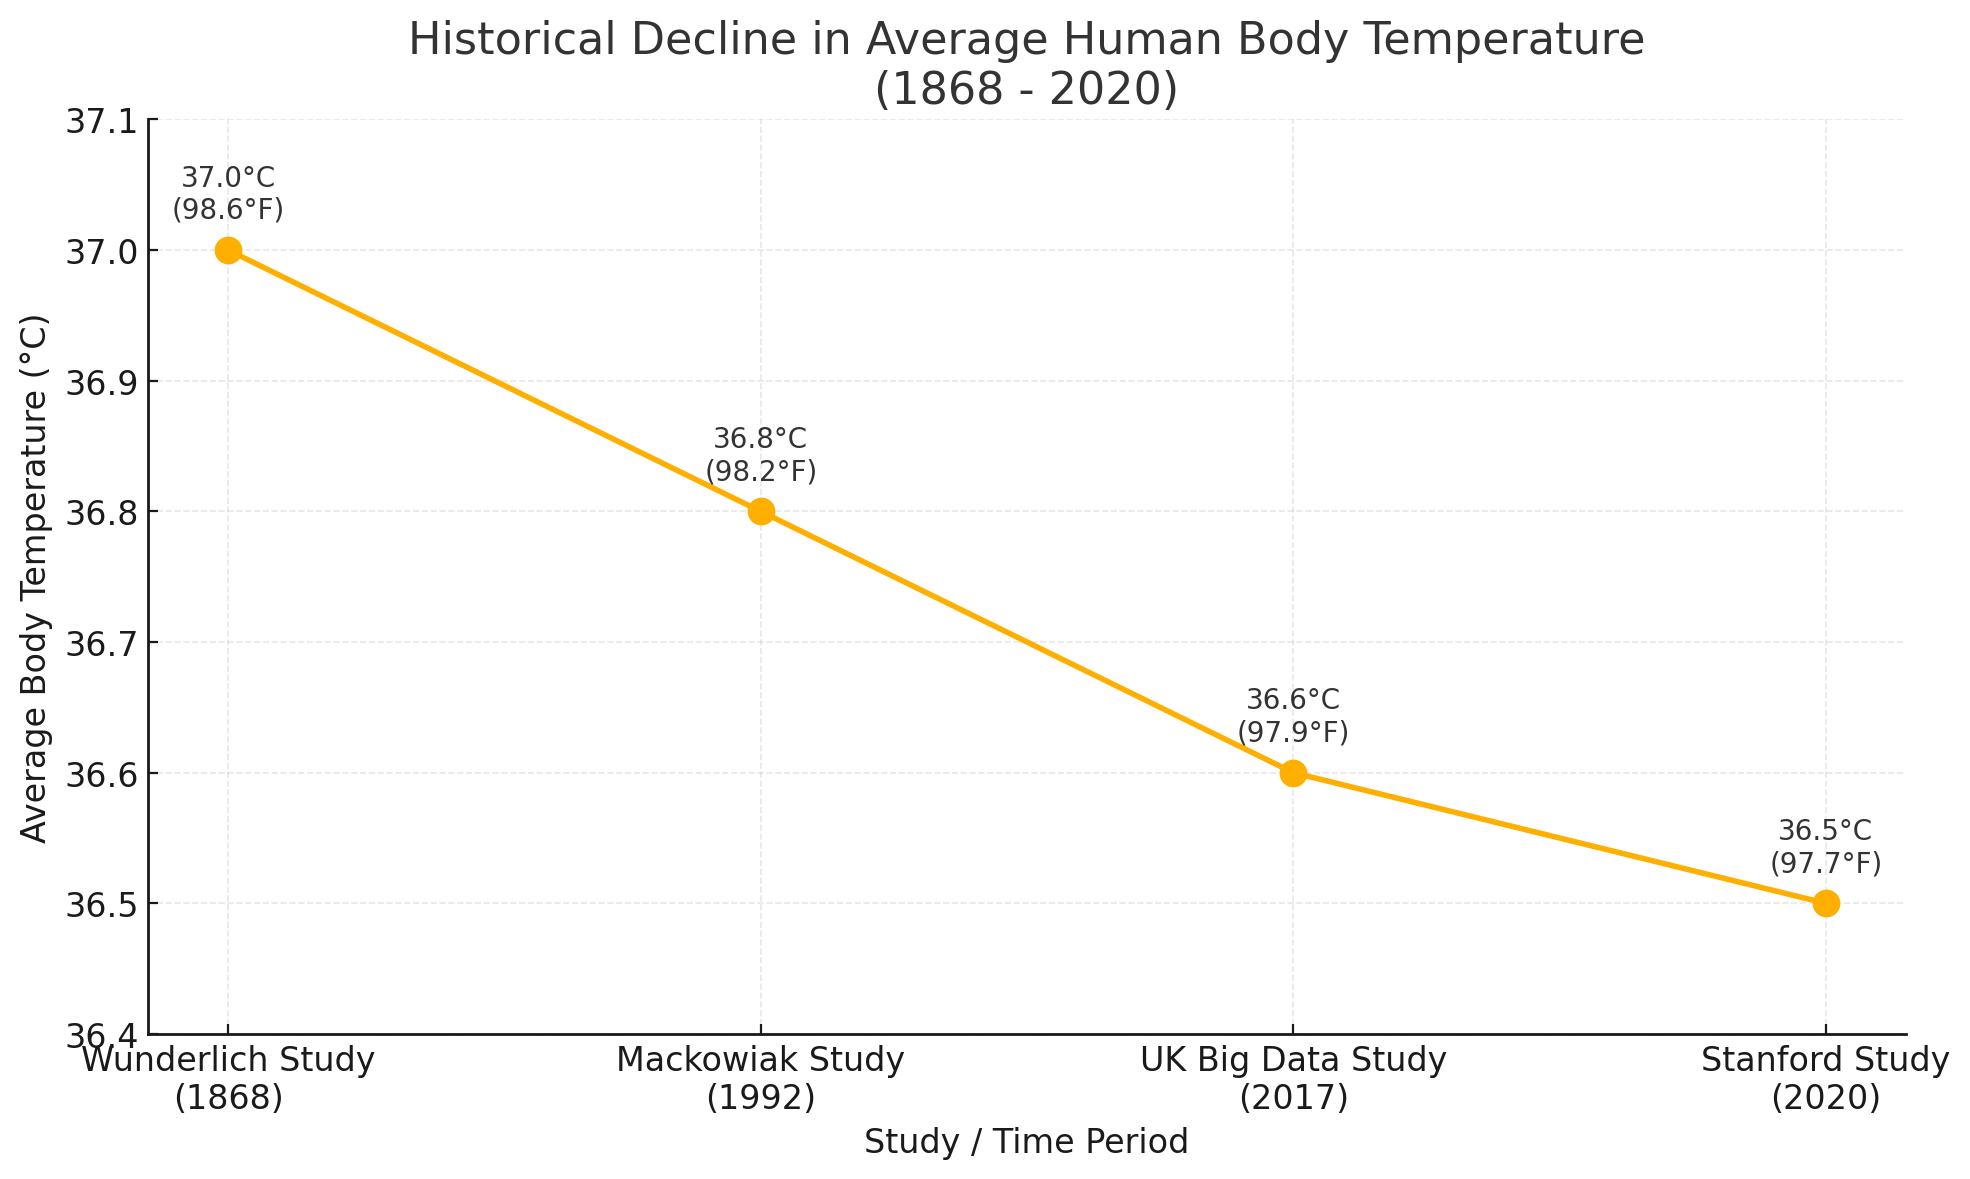 Historical Decline in Average Human Body Temperature
(1868 - 2020)
37.1
37.0
36.9
36.8
36.7
36.6
36.5
36.4
Average Body Temperature (°C)
37.0°C
(98.6°F)
36.8°C
(98.2°F)
36.6°C
(97.9°F)
36.5°C
(97.7°F)
Wunderlich Study
(1868)
Mackowiak Study
(1992)
UK Big Data Study
(2017)
Stanford Study
(2020)
Study / Time Period